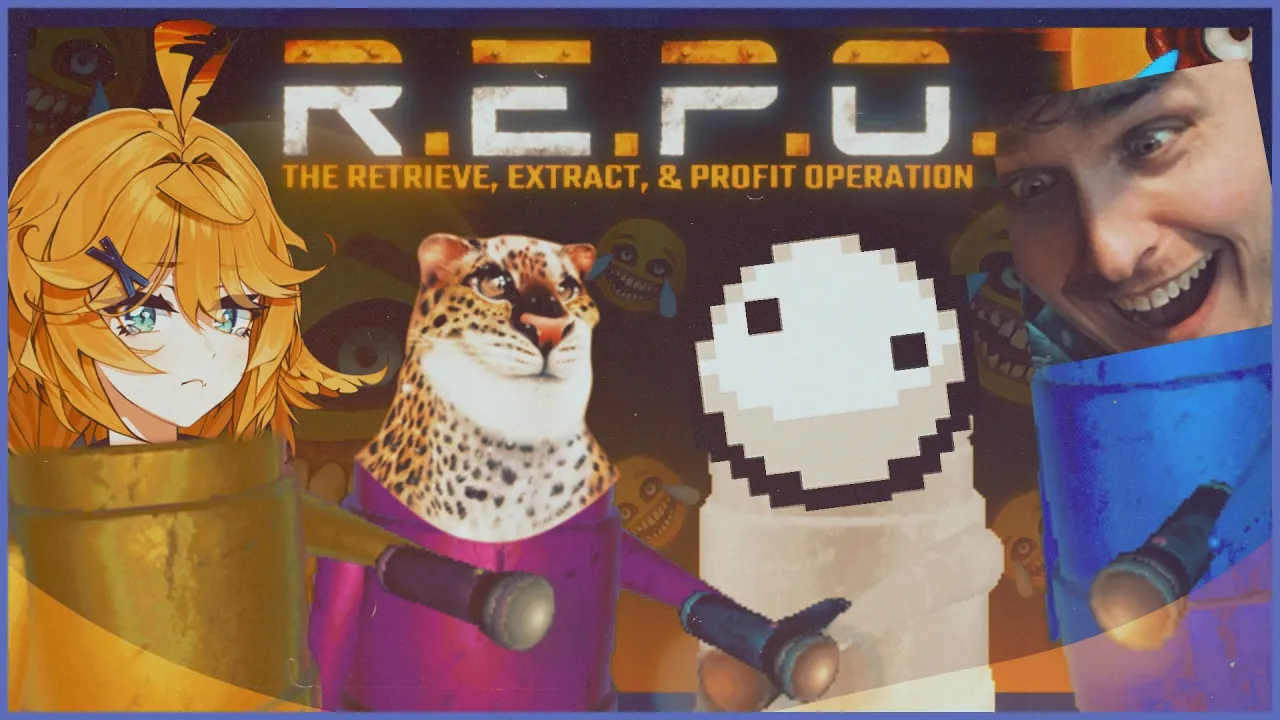 R.E.P.O.
THE RETRIEVE, EXTRACT, & PROFIT OPERATION